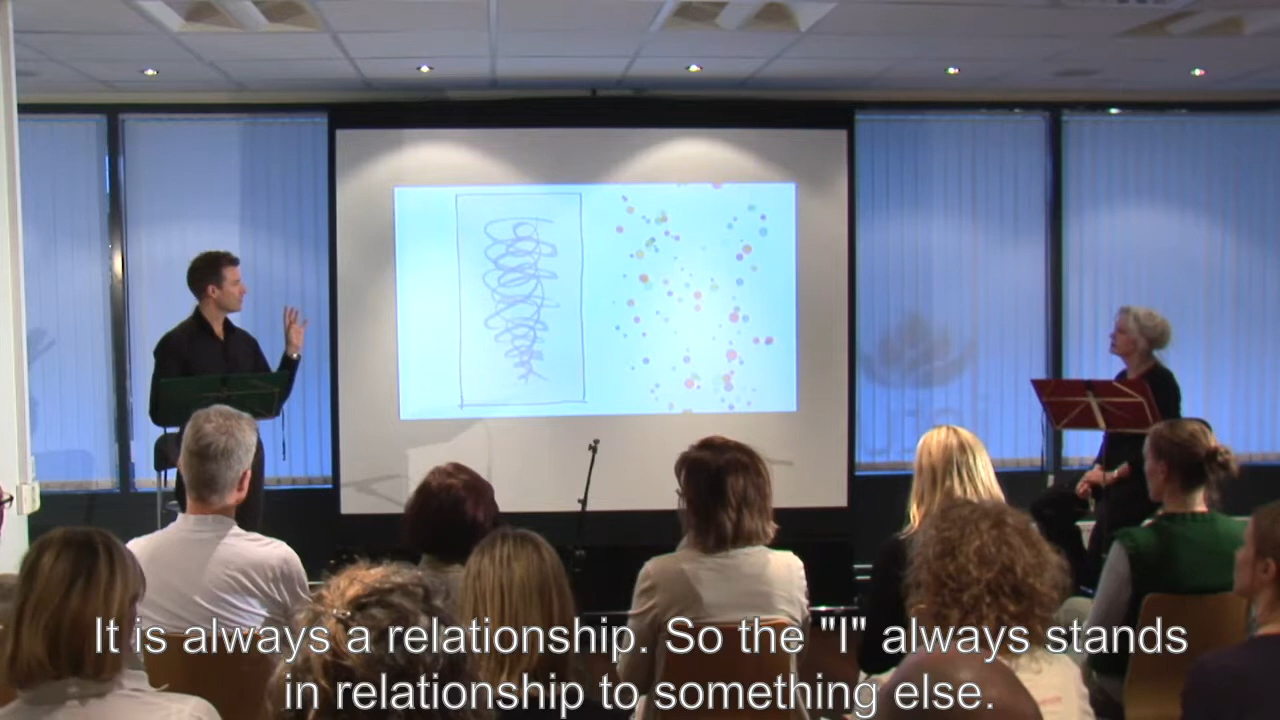 It is always a relationship. So the "I" always stands
in relationship to something else.